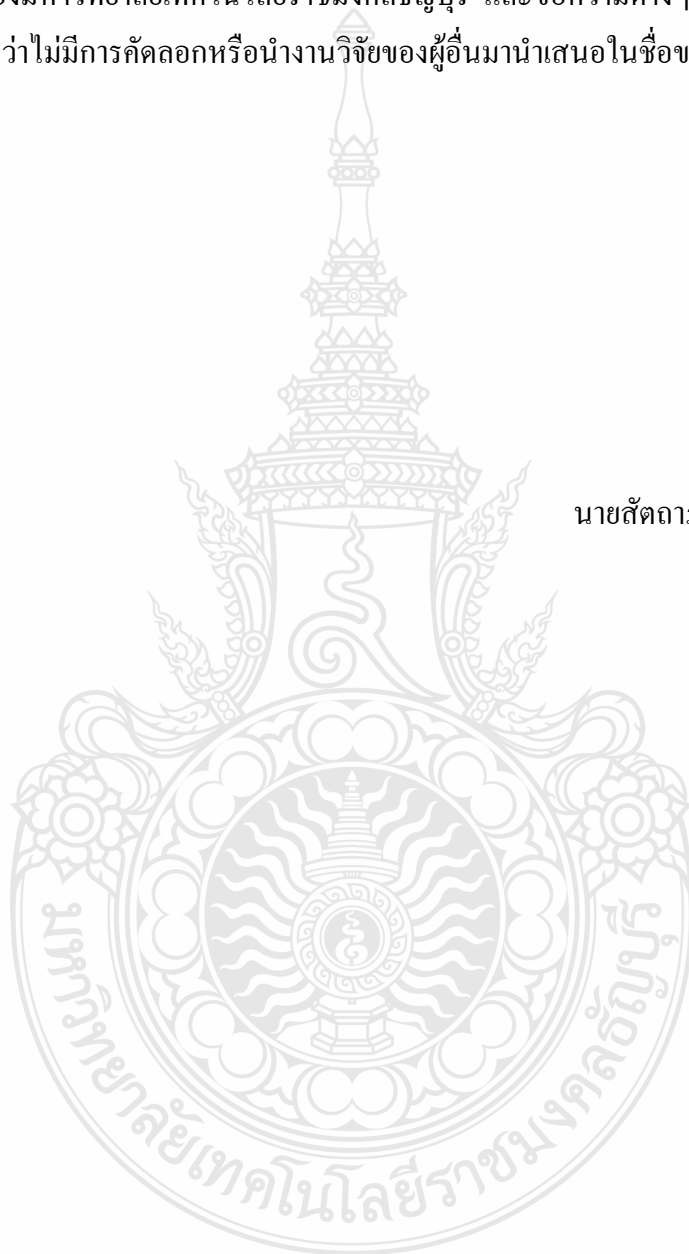 ว่าไม่มีการคัดลอกหรือนำงานวิจัยของผู้อื่นมานำเสนอในชื่อข
นายสัตถา
มหาวิทยาลัยเทคโนโลยีราชมงคลธัญบุรี